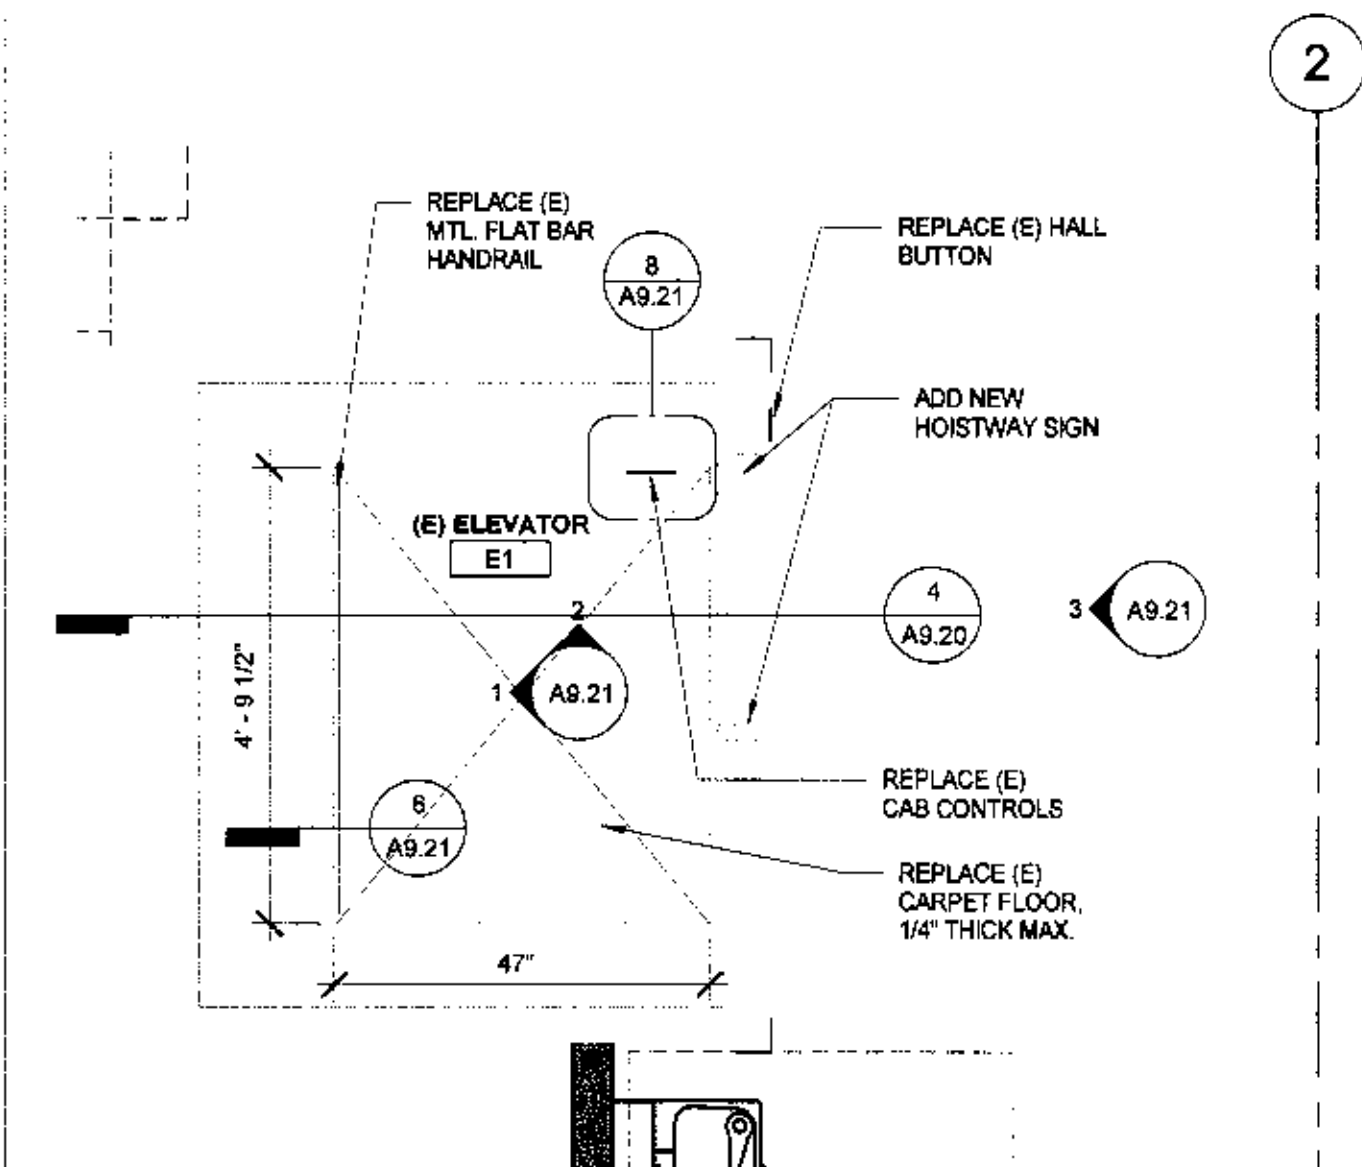 2
REPLACE (E)
MTL. FLAT BAR
HANDRAIL
8
A9.21
REPLACE (E) HALL
BUTTON
ADD NEW
HOISTWAY SIGN
(E) ELEVATOR
E1
2
4
A9.20
3
A9.21
1
A9.21
4' - 9 1/2"
6
A9.21
REPLACE (E)
CAB CONTROLS
REPLACE (E)
CARPET FLOOR,
1/4" THICK MAX.
47"